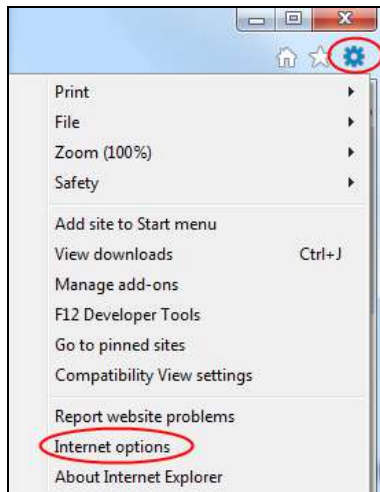 Print
File
Zoom (100%)
Safety
Add site to Start menu
View downloads Ctrl+J
Manage add-ons
F12 Developer Tools
Go to pinned sites
Compatibility View settings
Report website problems
Internet options
About Internet Explorer